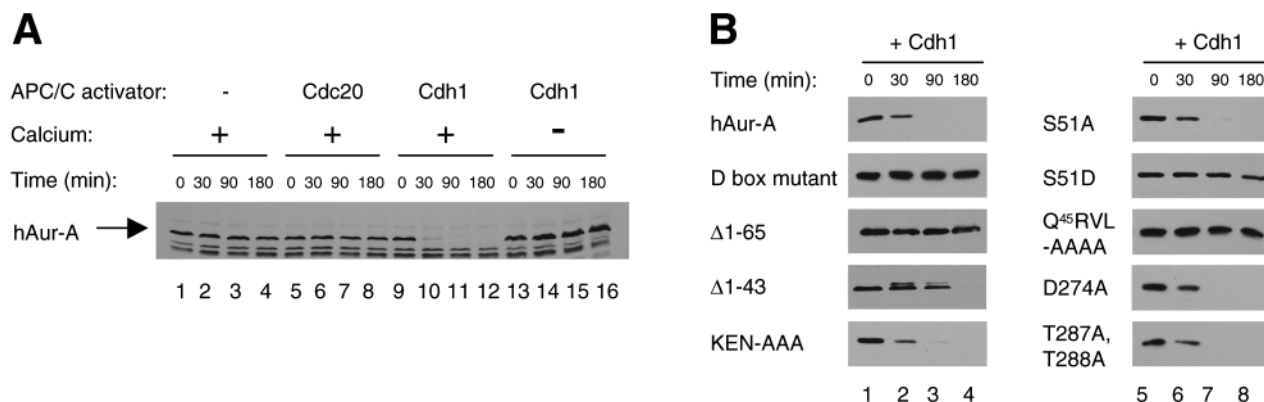 A
APC/C activator: - Cdc20 Cdh1 Cdh1
Calcium: + + + -
Time (min): 0 30 90 180 0 30 90 180 0 30 90 180 0 30 90 180
hAur-A
1 2 3 4 5 6 7 8 9 10 11 12 13 14 15 16
B
+ Cdh1 + Cdh1
Time (min): 0 30 90 180 0 30 90 180
hAur-A S51A
D box mutant S51D
Δ1-65 Q⁴⁵RVL
-AAAA
Δ1-43 D274A
KEN-AAA T287A,
T288A
1 2 3 4 5 6 7 8